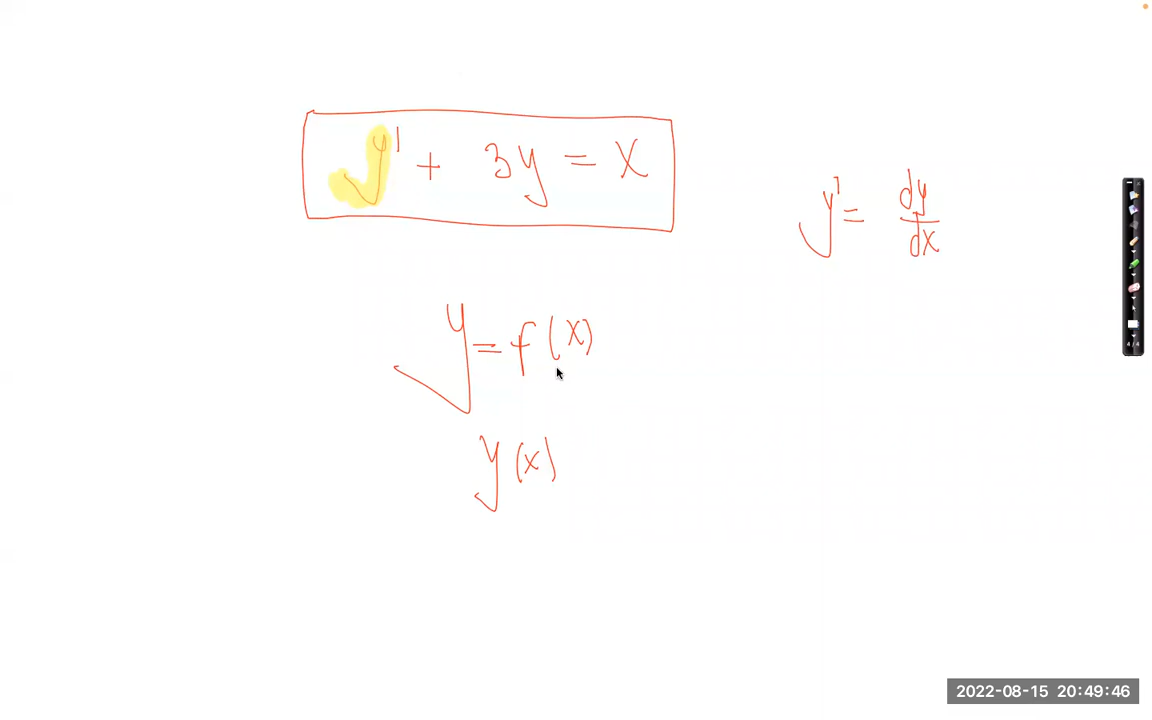 y' + 3y = x
y' = dy/dx
y = f(x)
y(x)
2022-08-15 20:49:46